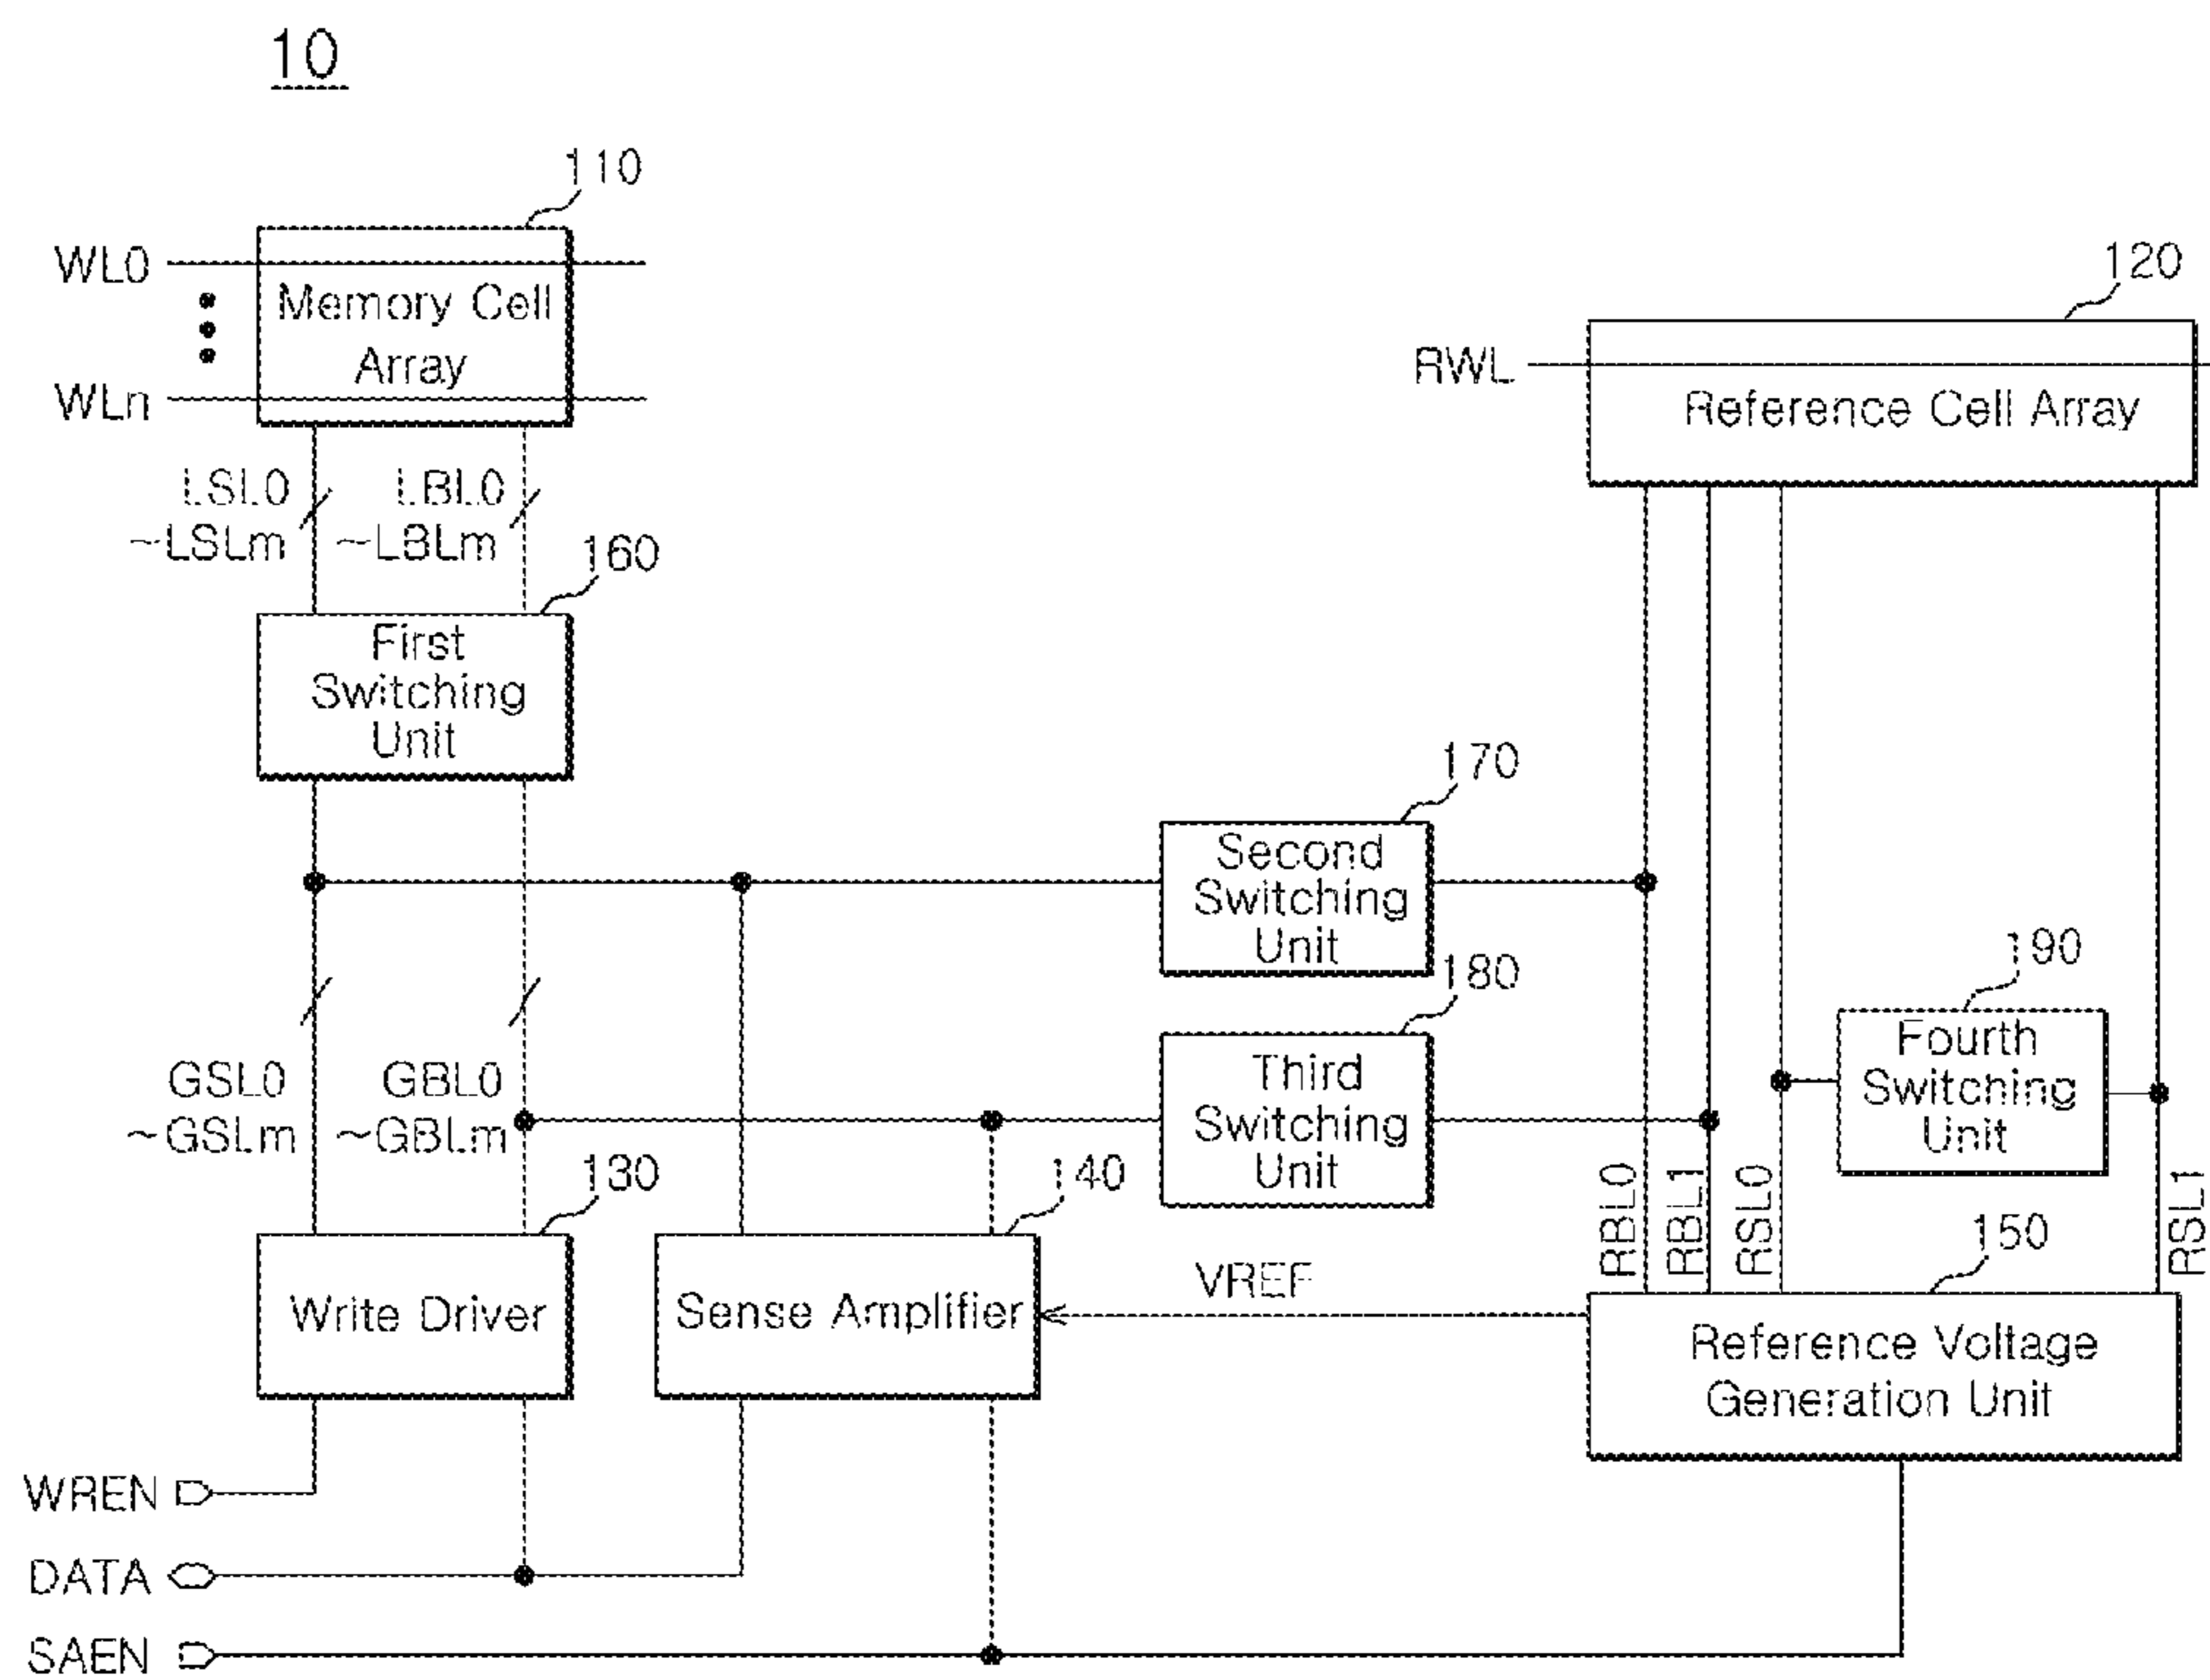 10
110
WL0
Memory Cell
Array
WLn
120
RWL
Reference Cell Array
LSL0
~LSLm
LBL0
~LBLm
160
First
Switching
Unit
170
Second
Switching
Unit
180
Third
Switching
Unit
190
Fourth
Switching
Unit
GSL0
~GSLm
GBL0
~GBLm
130
Write Driver
140
Sense Amplifier
VREF
RBL0
RBL1
RSL0
RSL1
150
Reference Voltage
Generation Unit
WREN
DATA
SAEN